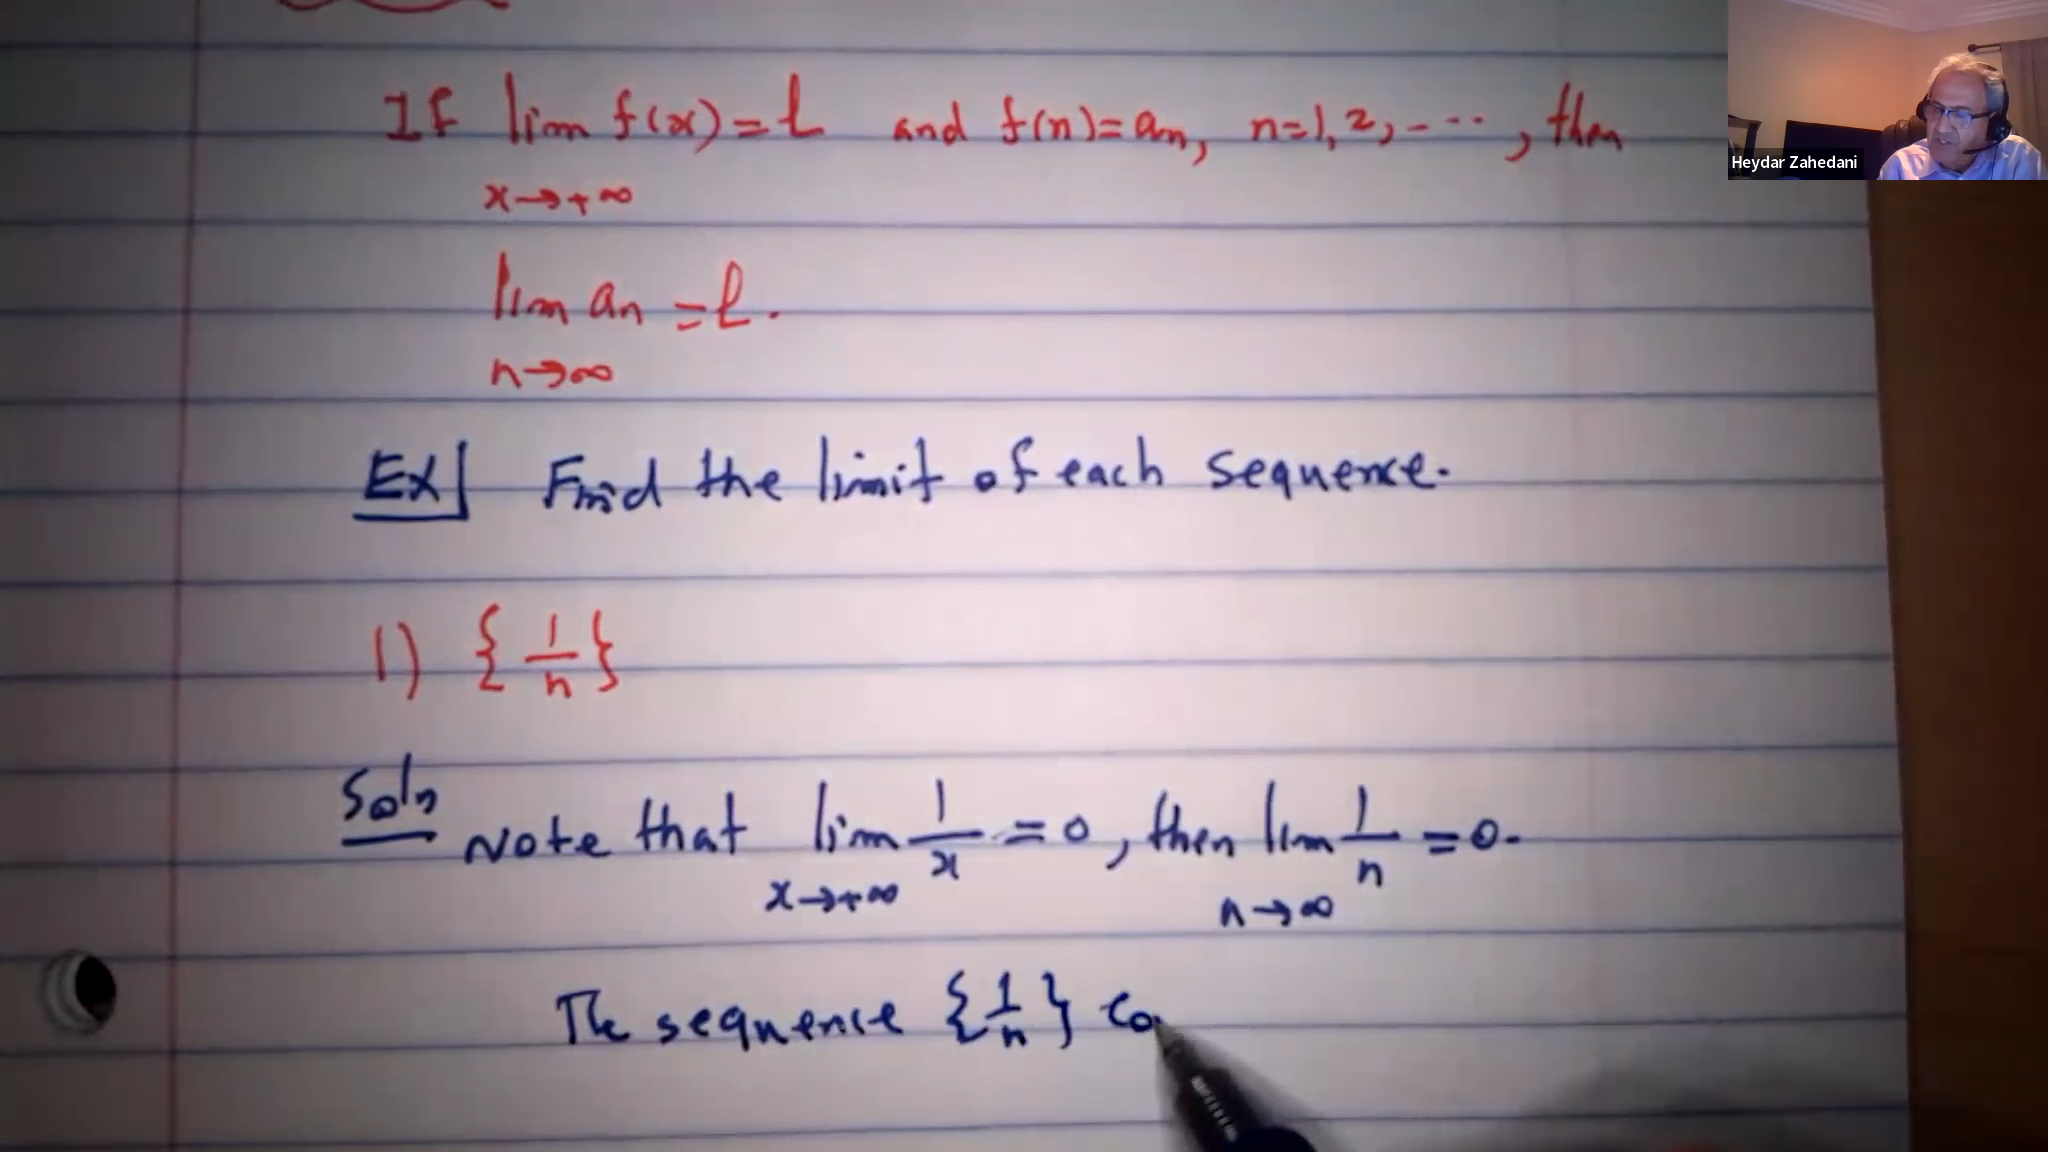 If lim f(x) = L and f(n) = an, n=1, 2, -..., then
x→+∞
lim an = L.
n→∞
Ex Find the limit of each sequence.
1) { 1/n }
Soln Note that lim 1/x = 0, then lim 1/n = 0.
x→+∞ n→∞
The sequence { 1/n } co
Heydar Zahedani